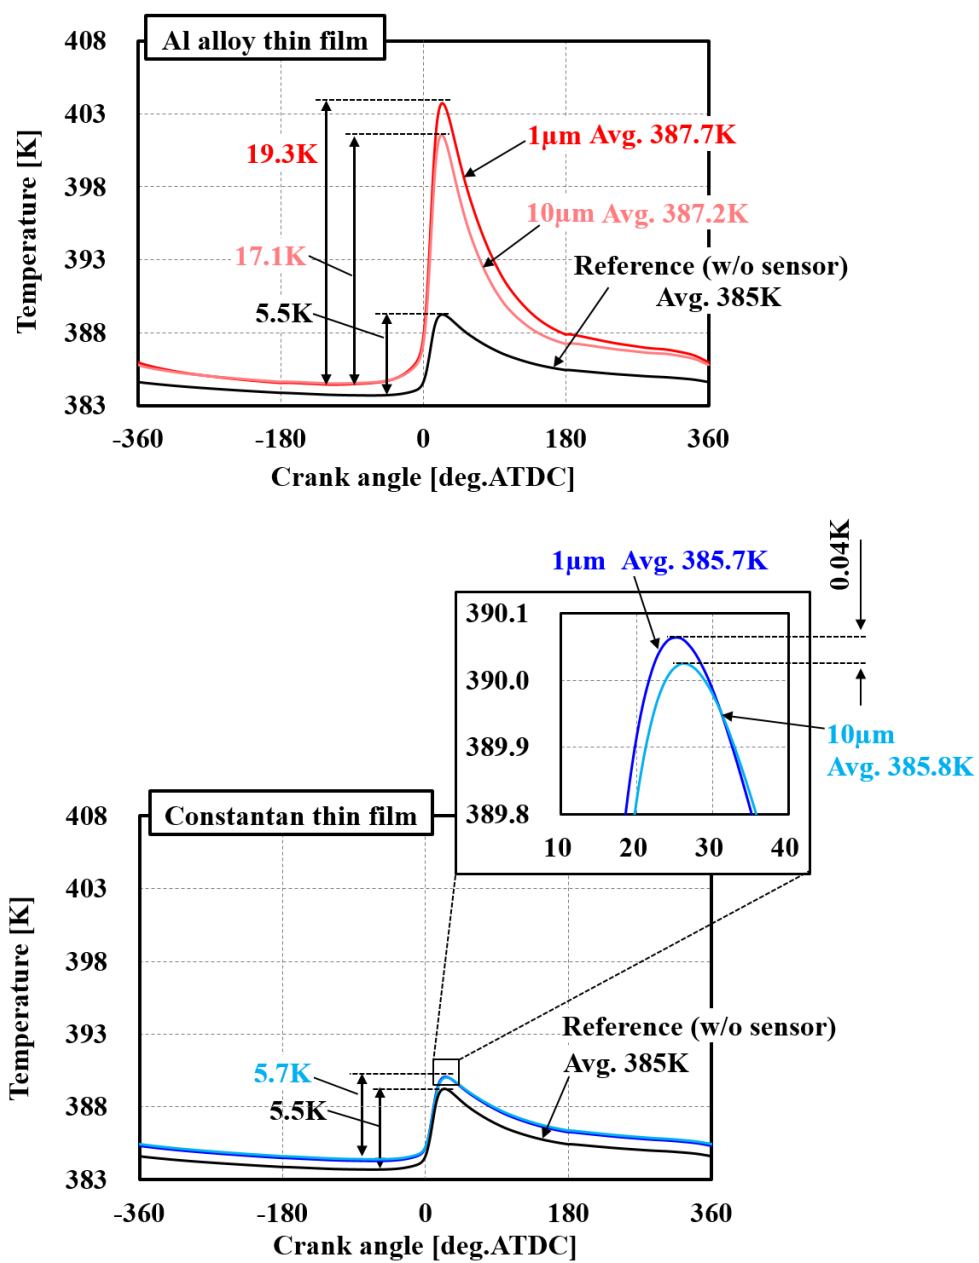 Al alloy thin film
Temperature [K]
408
403
398
393
388
383
19.3K
17.1K
5.5K
1µm Avg. 387.7K
10µm Avg. 387.2K
Reference (w/o sensor)
Avg. 385K
-360
-180
0
180
360
Crank angle [deg.ATDC]
0.04K
1µm Avg. 385.7K
390.1
390.0
389.9
389.8
10
20
30
40
10µm
Avg. 385.8K
Constantan thin film
Temperature [K]
408
403
398
393
388
383
5.7K
5.5K
Reference (w/o sensor)
Avg. 385K
-360
-180
0
180
360
Crank angle [deg.ATDC]